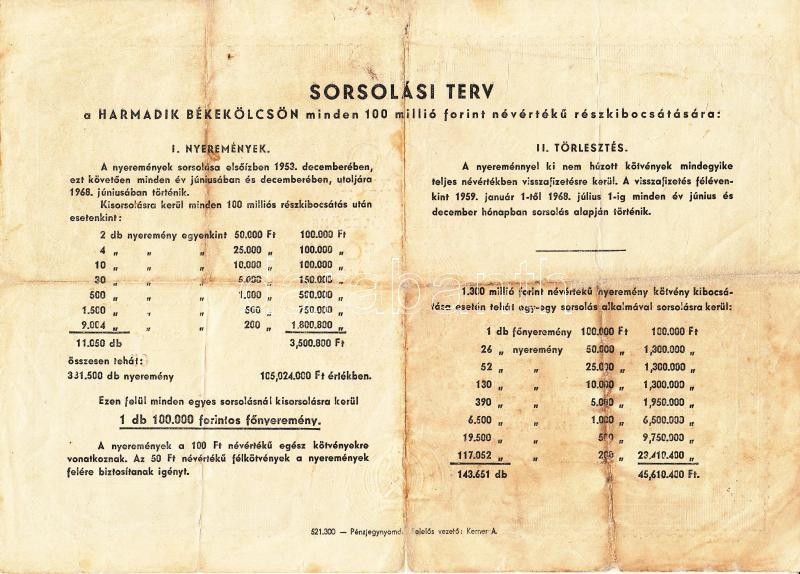 SORSOLÁSI TERV
a HARMADIK BÉKEKÖLCSÖN minden 100 millió forint névértékű részkibocsátására:
I. NYEREMÉNYEK.
A nyeremények sorsolása elsőízben 1953. decemberében,
ezt követően minden év júniusában és decemberében, utoljára
1968. júniusában történik.
Kisorsolásra kerül minden 100 milliós részkibocsátás után
esetenkint:
2 db nyeremény egyenkint 50.000 Ft 100.000 Ft
4 „ „ „ 25.000 „ 100.000 „
10 „ „ „ 10.000 „ 100.000 „
30 „ „ „ 5.000 „ 150.000 „
500 „ „ „ 1.000 „ 500.000 „
1.500 „ „ „ 500 „ 750.000 „
9.004 „ „ „ 200 „ 1,800.800 „
11.050 db 3,500.800 Ft
összesen tehát:
331.500 db nyeremény 105,024.000 Ft értékben.
Ezen felül minden egyes sorsolásnál kisorsolásra kerül
1 db 100.000 forintos főnyeremény.
A nyeremények a 100 Ft névértékű egész kötvényekre
vonatkoznak. Az 50 Ft névértékű félkötvények a nyeremények
felére biztosítanak igényt.
II. TÖRLESZTÉS.
A nyereménnyel ki nem húzott kötvények mindegyike
teljes névértékben visszafizetésre kerül. A visszafizetés féléven-
kint 1959. január 1-től 1968. július 1-ig minden év június és
december hónapban sorsolás alapján történik.
1.300 millió forint névértékű nyeremény kötvény kibocsá-
tása esetén tehát egy-egy sorsolás alkalmával sorsolásra kerül:
1 db főnyeremény 100.000 Ft 100.000 Ft
26 „ nyeremény 50.000 „ 1,300.000 „
52 „ „ 25.000 „ 1,300.000 „
130 „ „ 10.000 „ 1,300.000 „
390 „ „ 5.000 „ 1,950.000 „
6.500 „ „ 1.000 „ 6,500.000 „
19.500 „ „ 500 „ 9,750.000 „
117.052 „ „ 200 „ 23,410.400 „
143.651 db 45,610.400 Ft.
521.300 — Pénzjegynyomda. Felelős vezető: Kerner A.